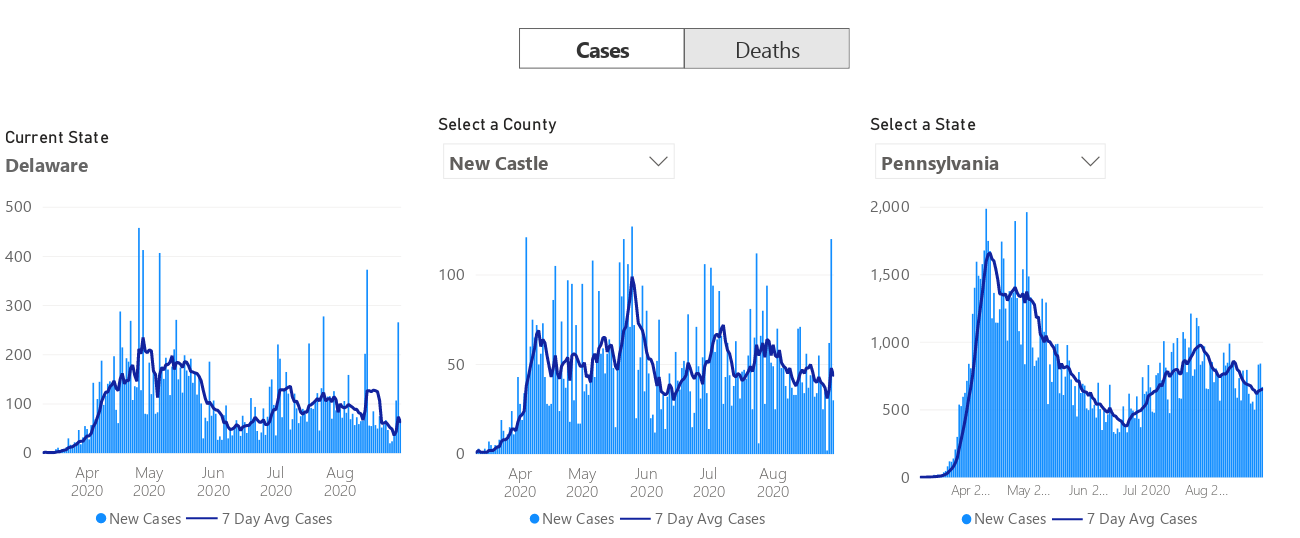 Cases Deaths
Current State
Delaware
Select a County
New Castle
Select a State
Pennsylvania
500
400
300
200
100
0
Apr 2020
May 2020
Jun 2020
Jul 2020
Aug 2020
New Cases 7 Day Avg Cases
100
50
0
Apr 2020
May 2020
Jun 2020
Jul 2020
Aug 2020
New Cases 7 Day Avg Cases
2,000
1,500
1,000
500
0
Apr 2... May 2... Jun 2... Jul 2020 Aug 2...
New Cases 7 Day Avg Cases